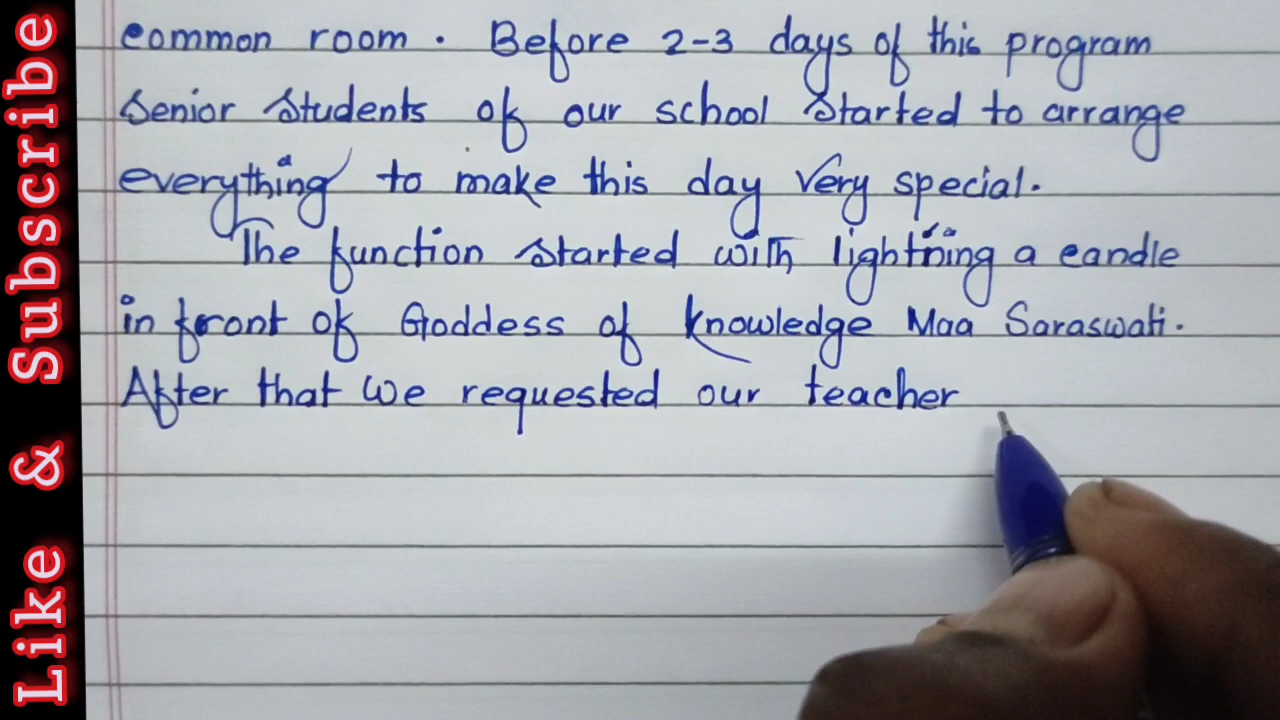 common room. Before 2-3 days of this program
Senior Students of our school started to arrange
everything to make this day very special.
The function started with lightning a candle
in front of Goddess of knowledge Maa Saraswati.
After that we requested our teacher
Like & Subscribe